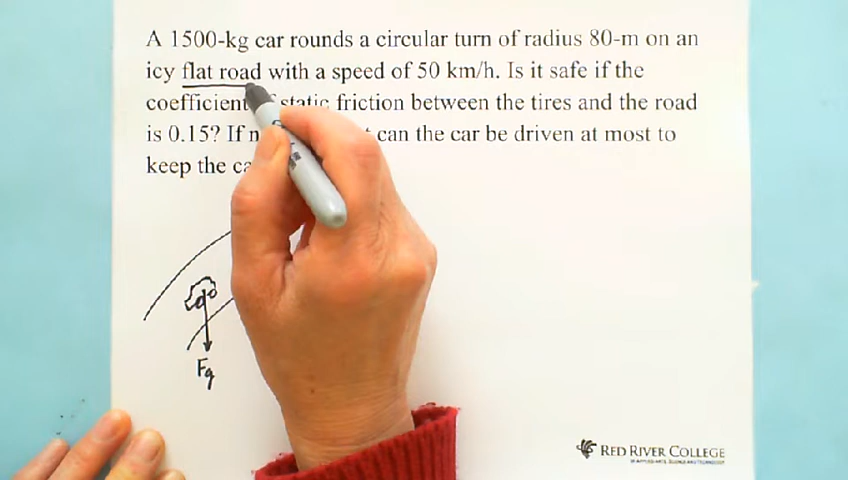 A 1500-kg car rounds a circular turn of radius 80-m on an
icy flat road with a speed of 50 km/h. Is it safe if the
static friction between the tires and the road
is 0.15? If can the car be driven at most to
keep the
Fg
RED RIVER COLLEGE